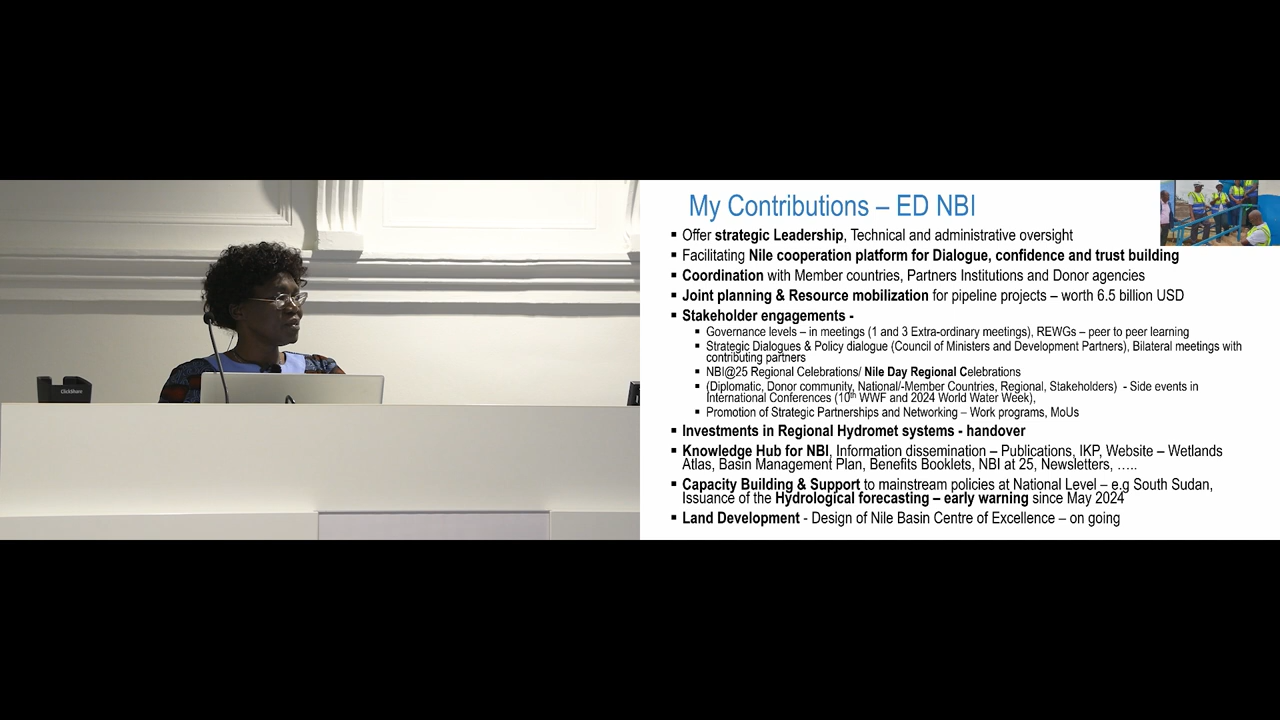 ClickShare
My Contributions – ED NBI
▪ Offer strategic Leadership, Technical and administrative oversight
▪ Facilitating Nile cooperation platform for Dialogue, confidence and trust building
▪ Coordination with Member countries, Partners Institutions and Donor agencies
▪ Joint planning & Resource mobilization for pipeline projects – worth 6.5 billion USD
▪ Stakeholder engagements -
▪ Governance levels – in meetings (1 and 3 Extra-ordinary meetings), REWGs – peer to peer learning
▪ Strategic Dialogues & Policy dialogue (Council of Ministers and Development Partners), Bilateral meetings with
contributing partners
▪ NBI@25 Regional Celebrations/ Nile Day Regional Celebrations
▪ (Diplomatic, Donor community, National/-Member Countries, Regional, Stakeholders) - Side events in
International Conferences (10th WWF and 2024 World Water Week),
▪ Promotion of Strategic Partnerships and Networking – Work programs, MoUs
▪ Investments in Regional Hydromet systems - handover
▪ Knowledge Hub for NBI, Information dissemination – Publications, IKP, Website – Wetlands
Atlas, Basin Management Plan, Benefits Booklets, NBI at 25, Newsletters, …..
▪ Capacity Building & Support to mainstream policies at National Level – e.g South Sudan,
Issuance of the Hydrological forecasting – early warning since May 2024
▪ Land Development - Design of Nile Basin Centre of Excellence – on going